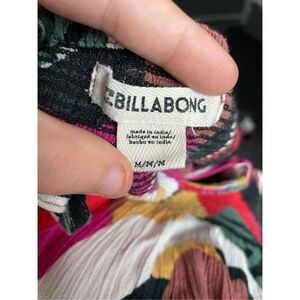 BILLABONG
made in india/
fabriqué en inde/
hecho en india
M/M/M